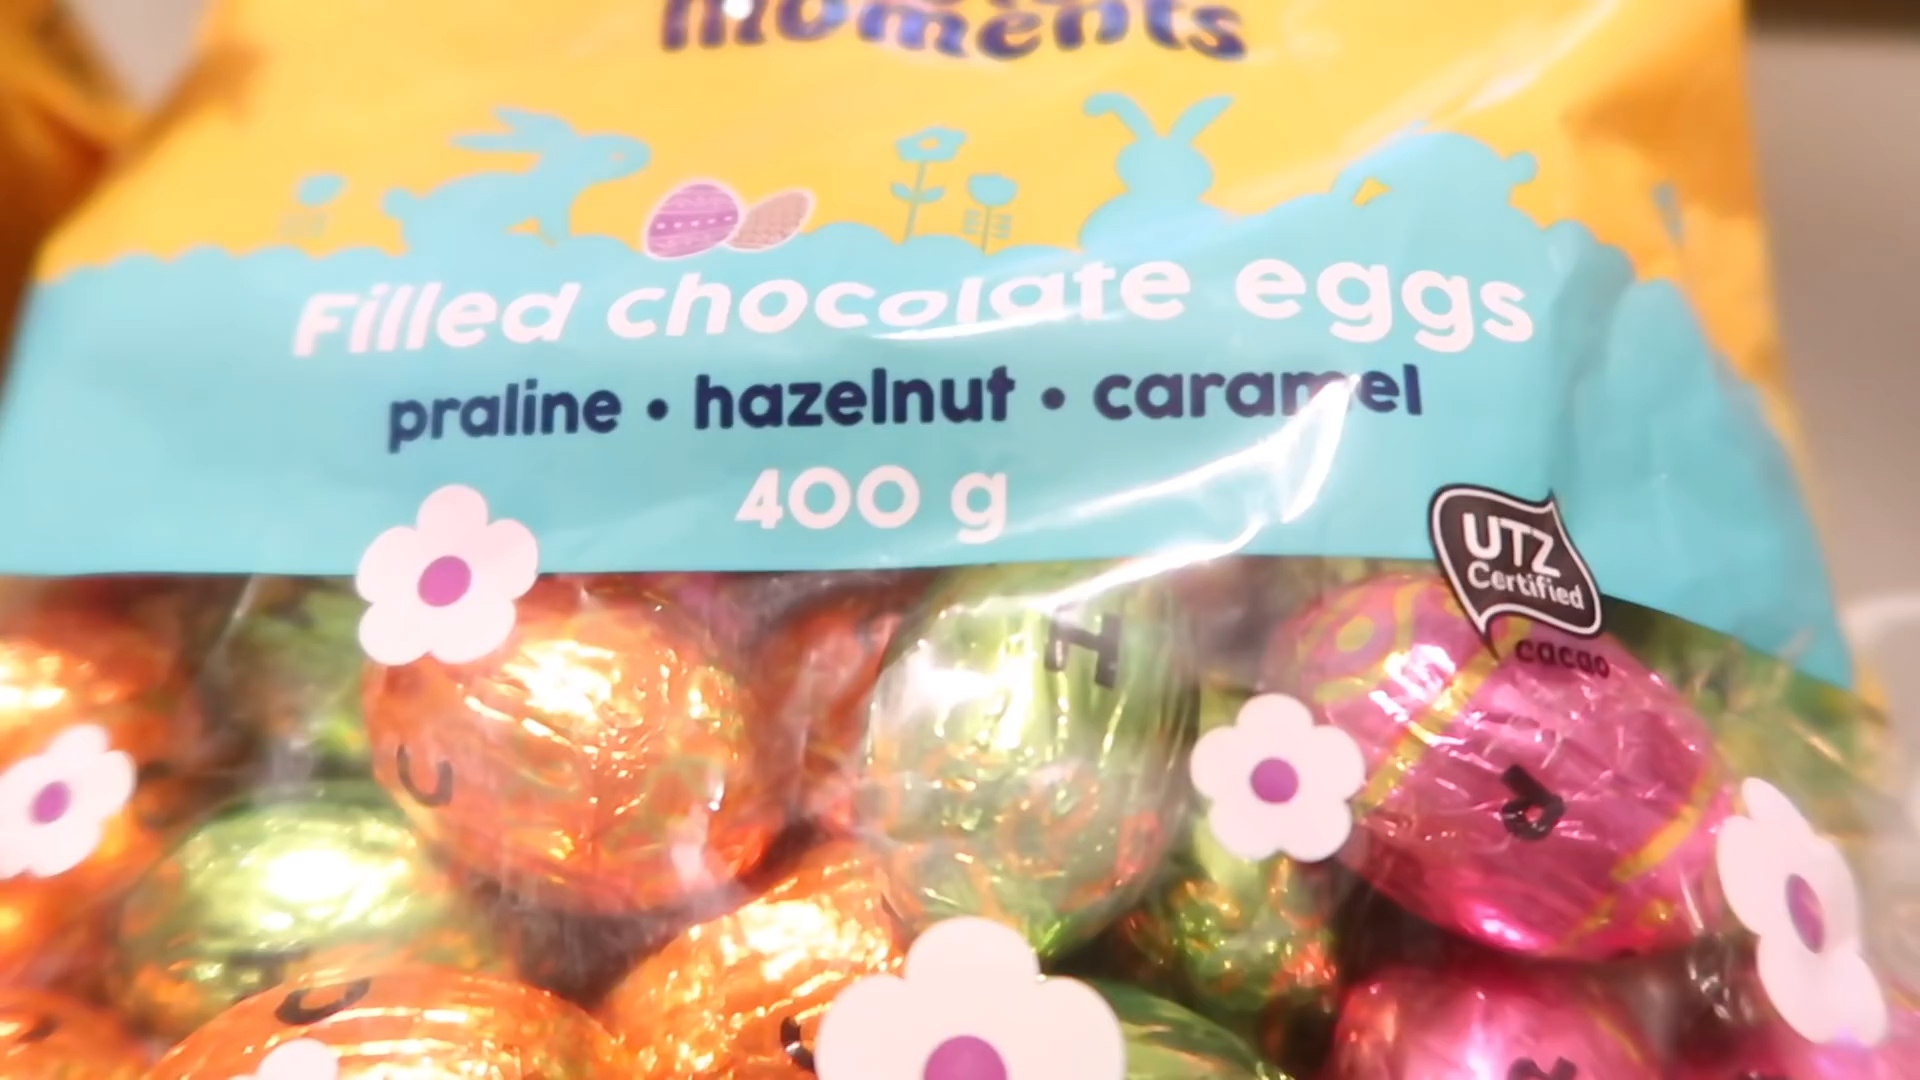 moments
Filled chocolate eggs
praline • hazelnut • caramel
400 g
UTZ
Certified
cacao
H
U